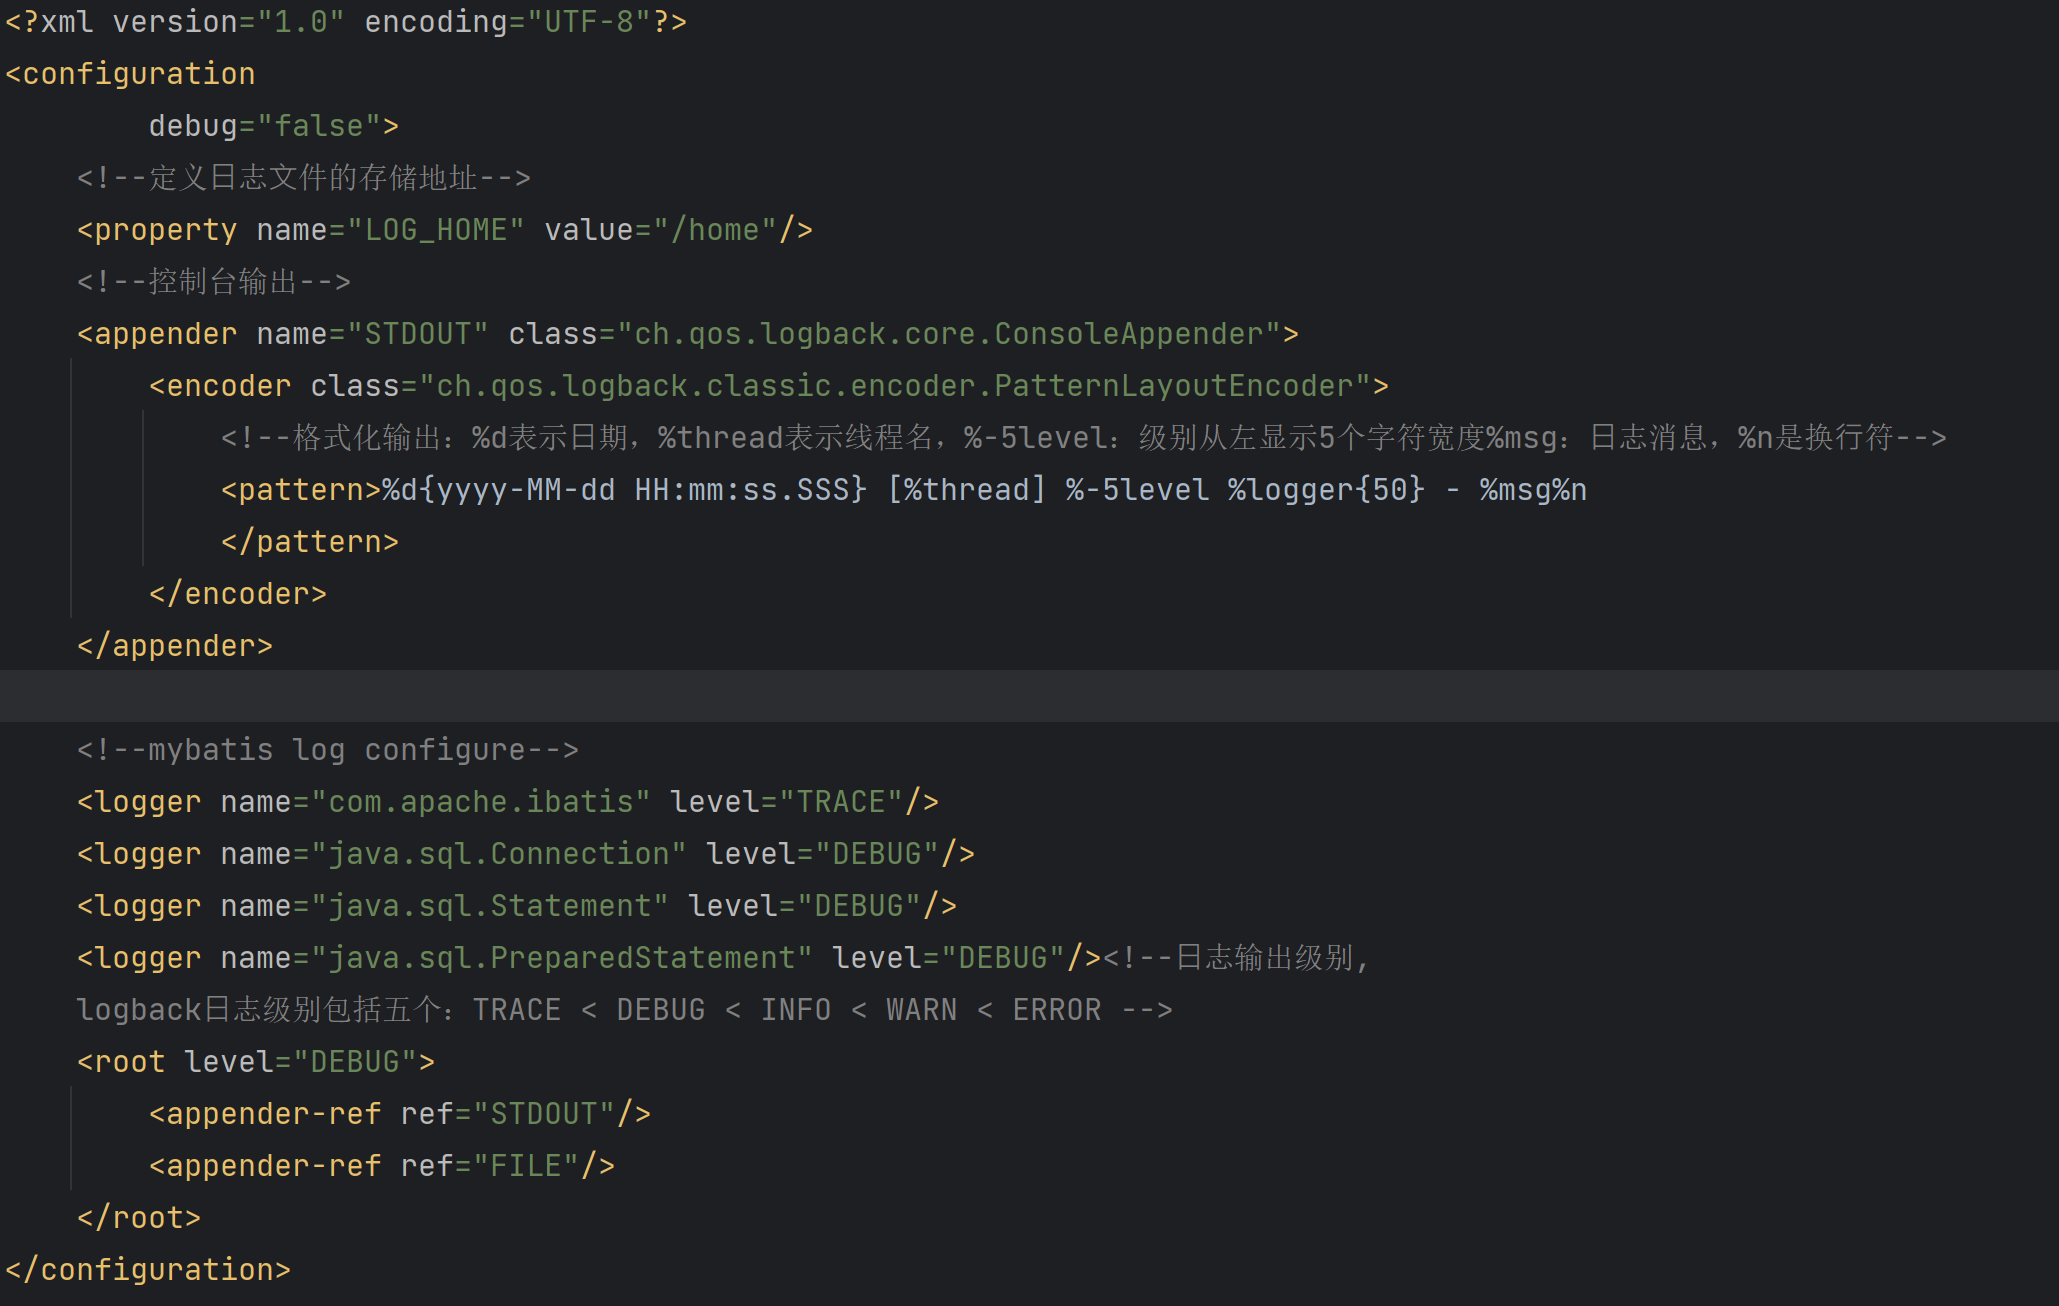 <?xml version="1.0" encoding="UTF-8"?>
<configuration
        debug="false">
    <!--定义日志文件的存储地址-->
    <property name="LOG_HOME" value="/home"/>
    <!--控制台输出-->
    <appender name="STDOUT" class="ch.qos.logback.core.ConsoleAppender">
        <encoder class="ch.qos.logback.classic.encoder.PatternLayoutEncoder">
            <!--格式化输出：%d表示日期，%thread表示线程名，%-5level：级别从左显示5个字符宽度%msg：日志消息，%n是换行符-->
            <pattern>%d{yyyy-MM-dd HH:mm:ss.SSS} [%thread] %-5level %logger{50} - %msg%n
            </pattern>
        </encoder>
    </appender>
    <!--mybatis log configure-->
    <logger name="com.apache.ibatis" level="TRACE"/>
    <logger name="java.sql.Connection" level="DEBUG"/>
    <logger name="java.sql.Statement" level="DEBUG"/>
    <logger name="java.sql.PreparedStatement" level="DEBUG"/><!--日志输出级别,
    logback日志级别包括五个：TRACE < DEBUG < INFO < WARN < ERROR -->
    <root level="DEBUG">
        <appender-ref ref="STDOUT"/>
        <appender-ref ref="FILE"/>
    </root>
</configuration>